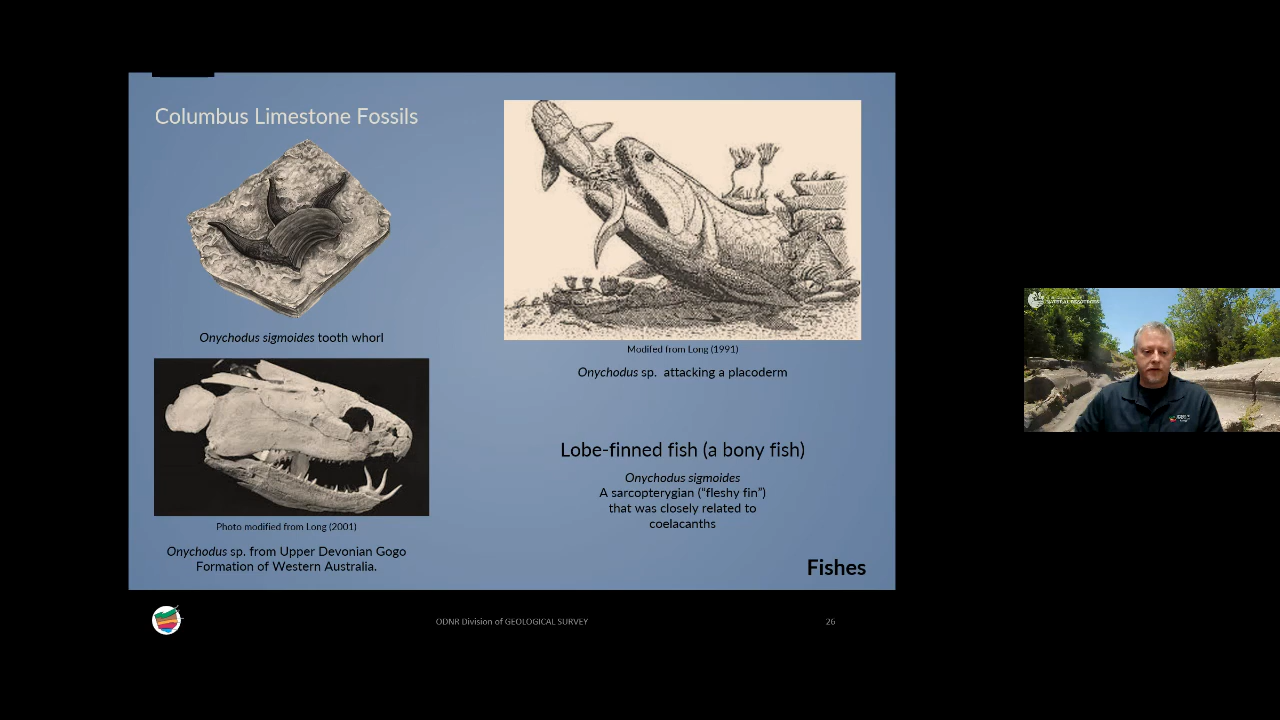 Columbus Limestone Fossils
Onychodus sigmoides tooth whorl
Photo modified from Long (2001)
Onychodus sp. from Upper Devonian Gogo
Formation of Western Australia.
Modifed from Long (1991)
Onychodus sp. attacking a placoderm
Lobe-finned fish (a bony fish)
Onychodus sigmoides
A sarcopterygian (“fleshy fin”)
that was closely related to
coelacanths
Fishes
ODNR Division of GEOLOGICAL SURVEY
26